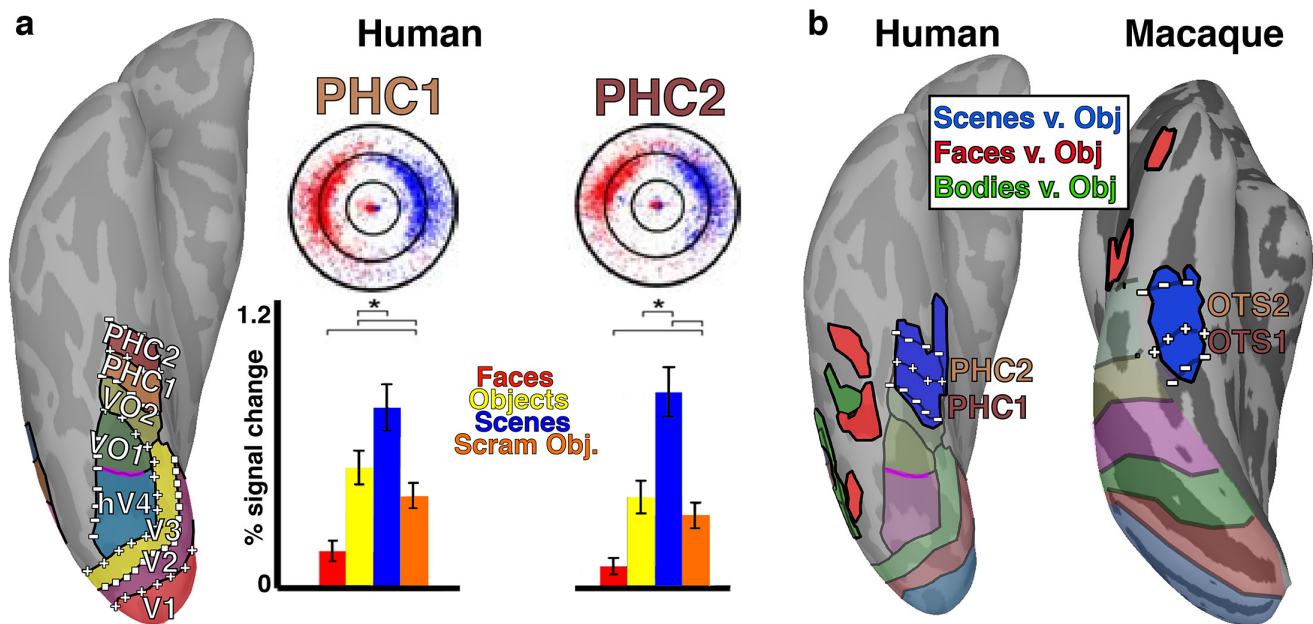 a
Human
PHC1
PHC2
PHC2
PHC1
VO2
VO1
hV4
V3
V2
V1
*
*
1.2
% signal change
0
Faces
Objects
Scenes
Scram Obj.
b
Human
Macaque
Scenes v. Obj
Faces v. Obj
Bodies v. Obj
PHC2
PHC1
OTS2
OTS1